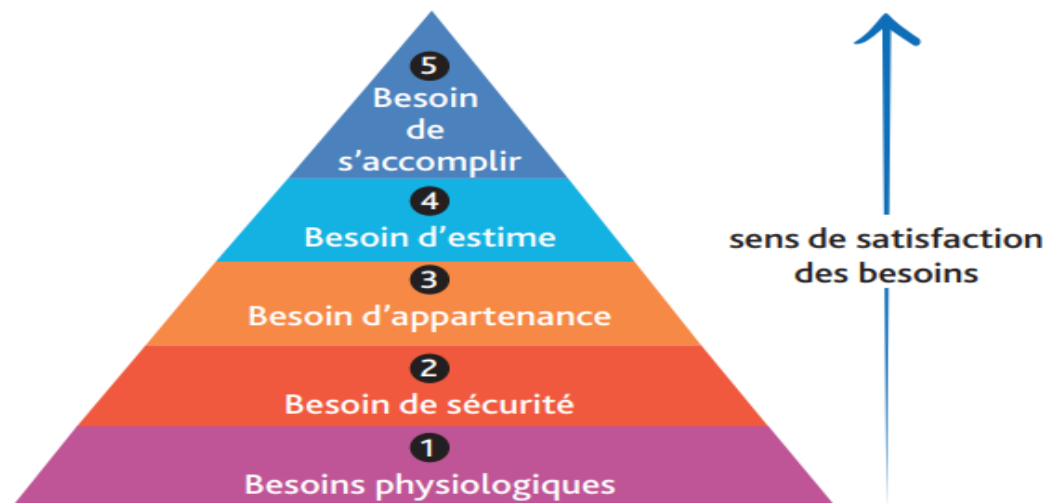 5
Besoin
de
s’accomplir
4
Besoin d’estime
3
Besoin d’appartenance
2
Besoin de sécurité
1
Besoins physiologiques
sens de satisfaction
des besoins